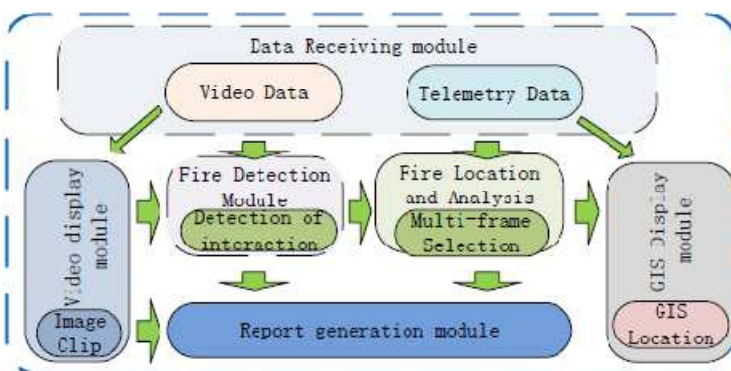 Data Receiving module
Video Data
Telemetry Data
Video display
module
Image
Clip
Fire Detection
Module
Detection of
interaction
Fire Location
and Analysis
Multi-frame
Selection
GIS Display
module
GIS
Location
Report generation module